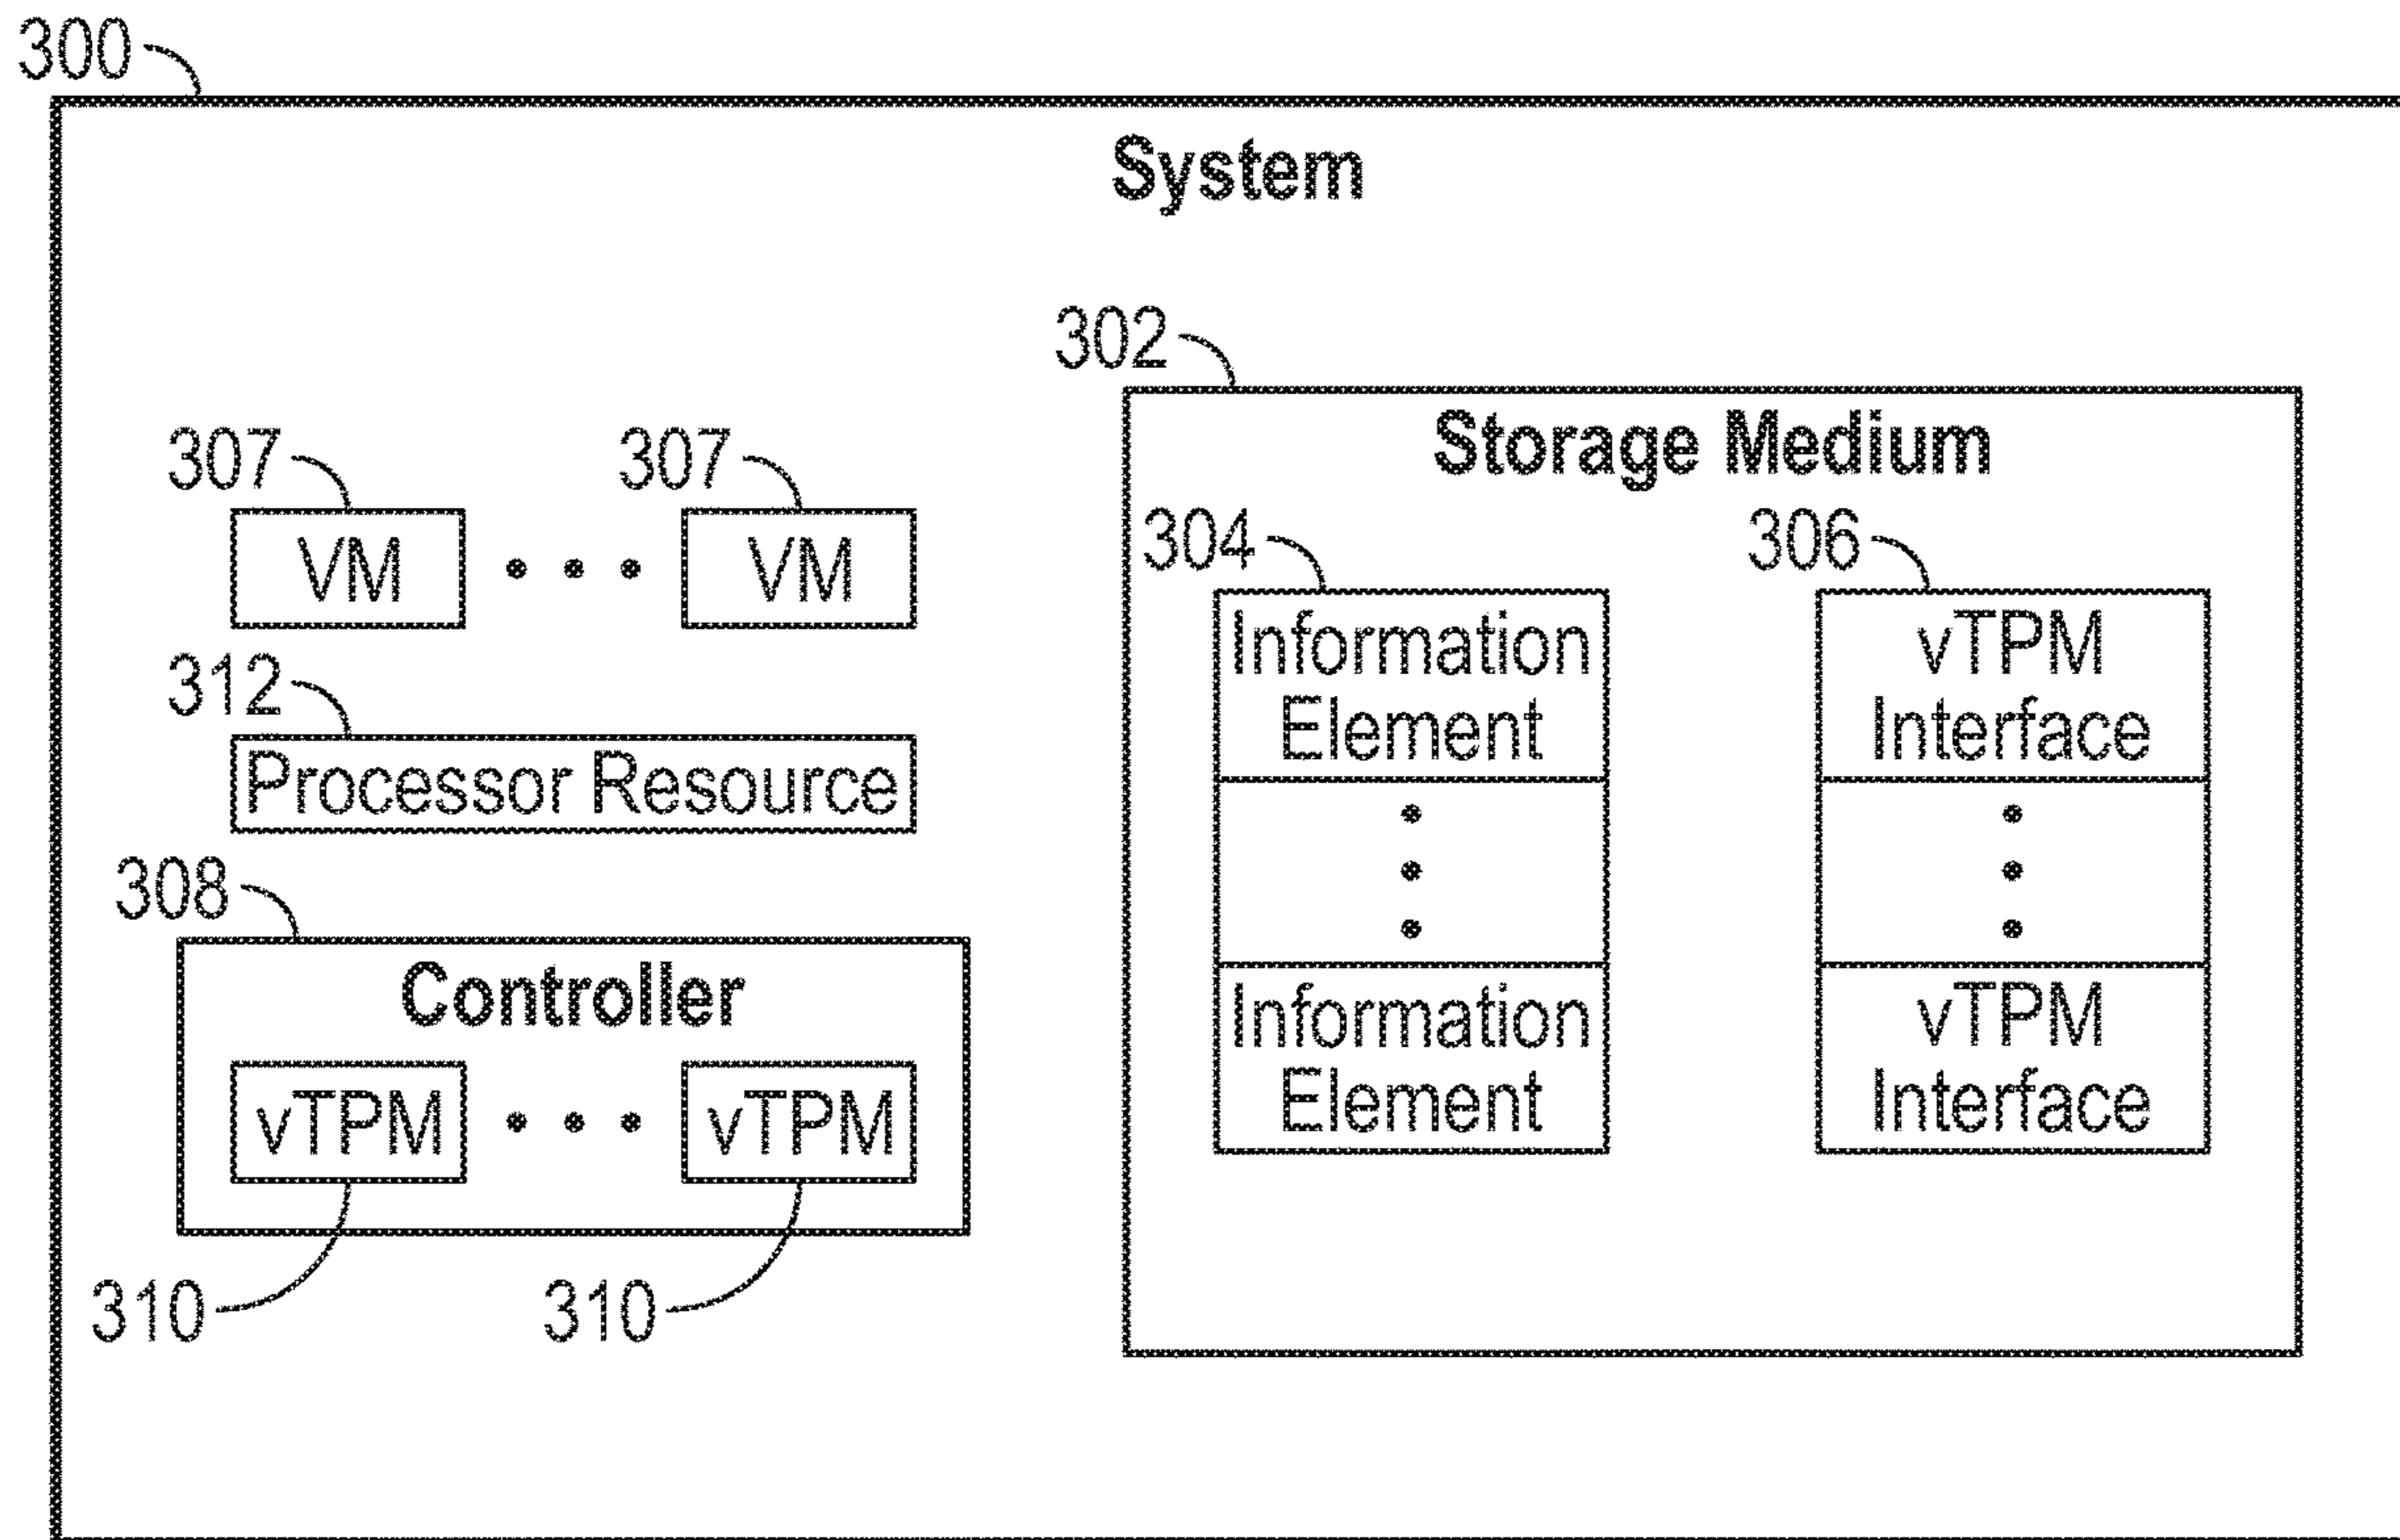 300
System
302
Storage Medium
307
307
VM
VM
304
306
Information
Element
vTPM
Interface
312
Processor Resource
308
Controller
Information
Element
vTPM
Interface
vTPM
vTPM
310
310